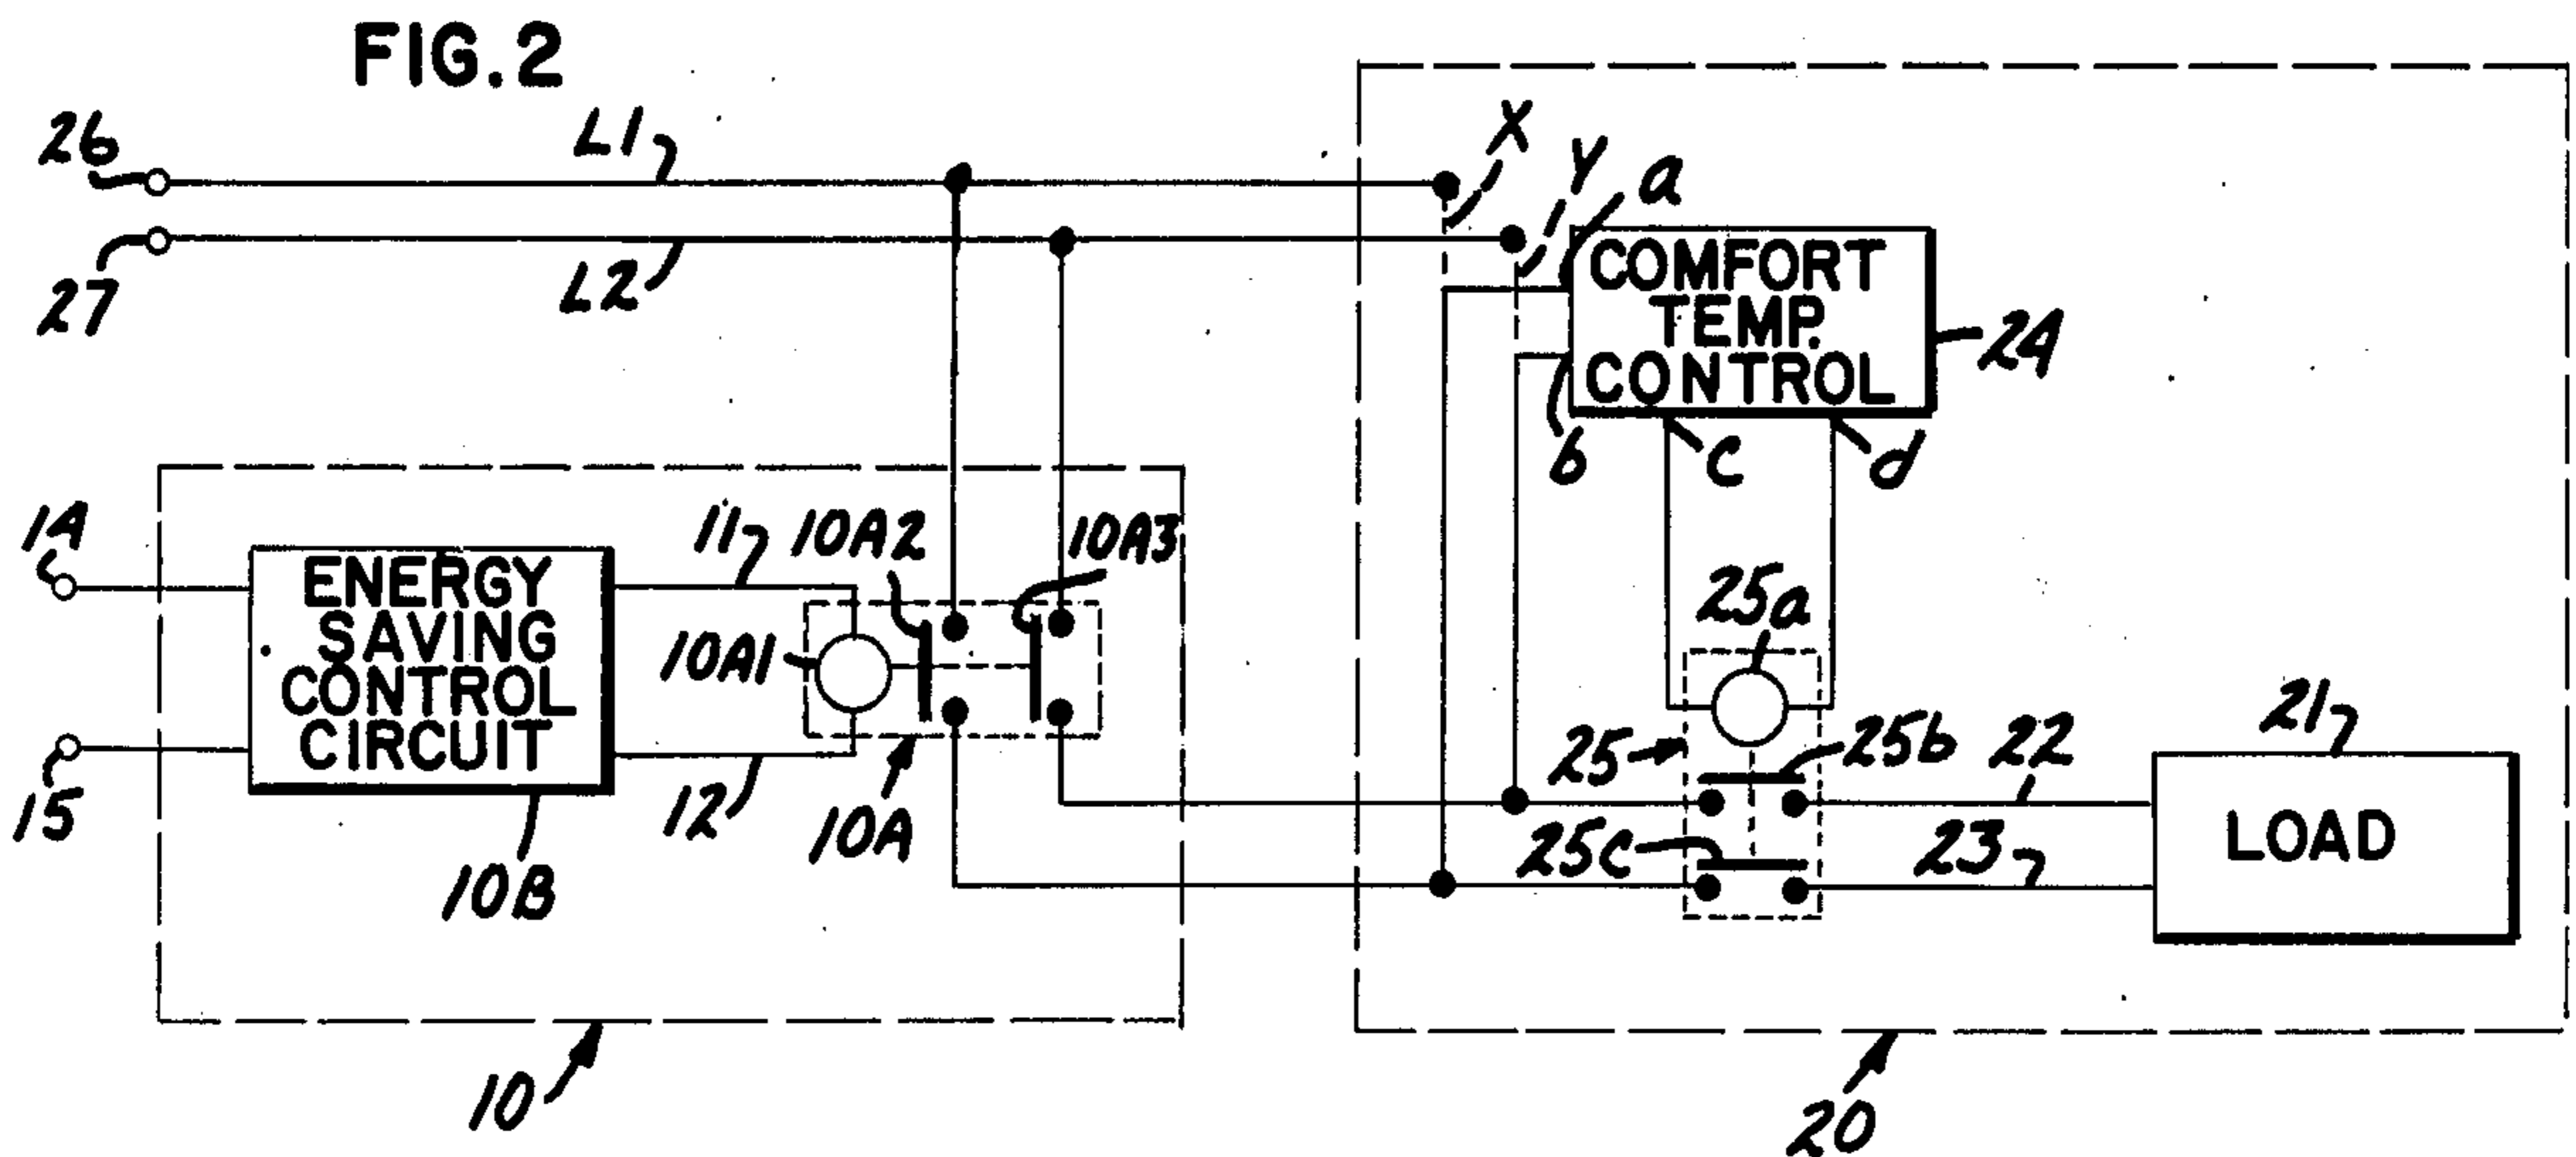 FIG. 2
26
L1
X
Y
a
27
L2
COMFORT
TEMP.
CONTROL
24
b
c
d
14
11
10A2
10A3
ENERGY
SAVING
CONTROL
CIRCUIT
10A1
25a
15
10B
12
10A
25
25b
22
21
25c
23
LOAD
10
20